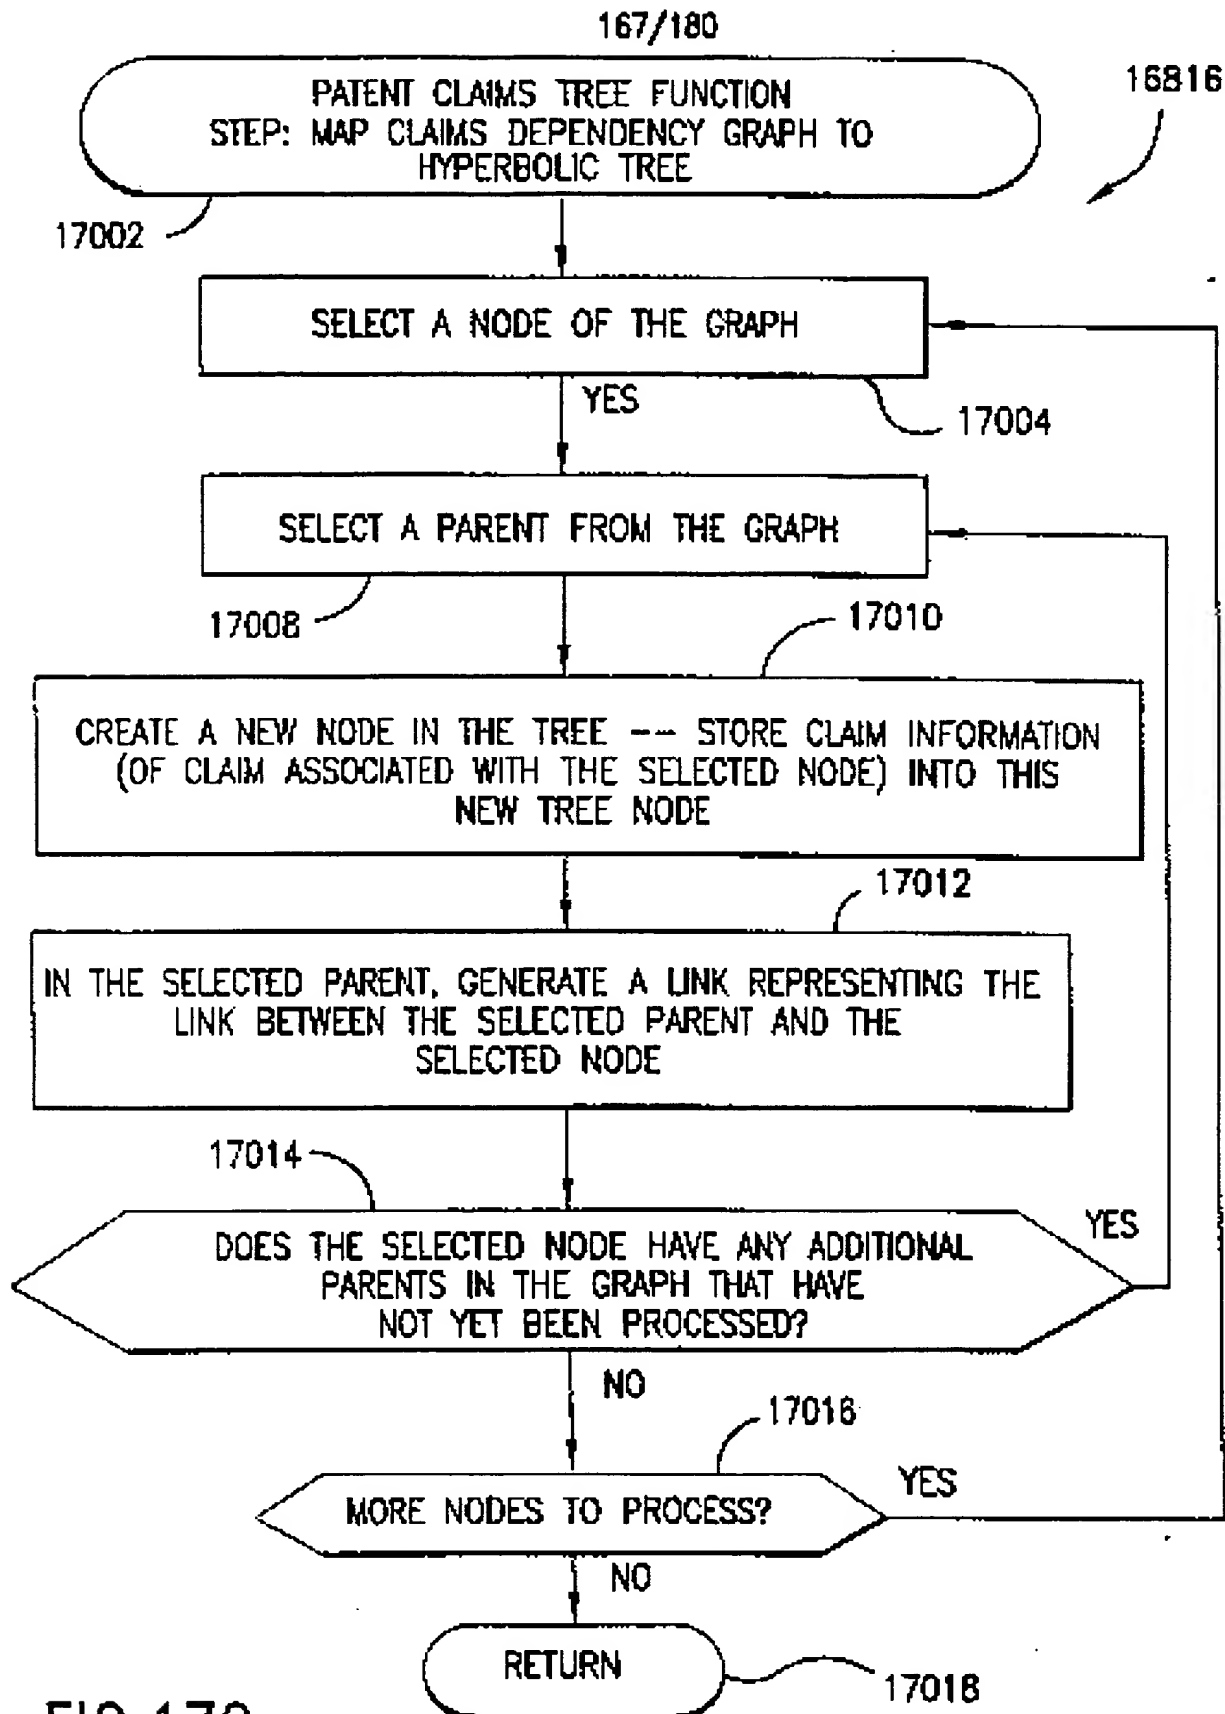 167/180
16816
PATENT CLAIMS TREE FUNCTION
STEP: MAP CLAIMS DEPENDENCY GRAPH TO
HYPERBOLIC TREE
17002
SELECT A NODE OF THE GRAPH
YES
17004
SELECT A PARENT FROM THE GRAPH
17008
17010
CREATE A NEW NODE IN THE TREE -- STORE CLAIM INFORMATION
(OF CLAIM ASSOCIATED WITH THE SELECTED NODE) INTO THIS
NEW TREE NODE
17012
IN THE SELECTED PARENT, GENERATE A LINK REPRESENTING THE
LINK BETWEEN THE SELECTED PARENT AND THE
SELECTED NODE
17014
DOES THE SELECTED NODE HAVE ANY ADDITIONAL
PARENTS IN THE GRAPH THAT HAVE
NOT YET BEEN PROCESSED?
YES
NO
17016
MORE NODES TO PROCESS?
YES
NO
RETURN
17018